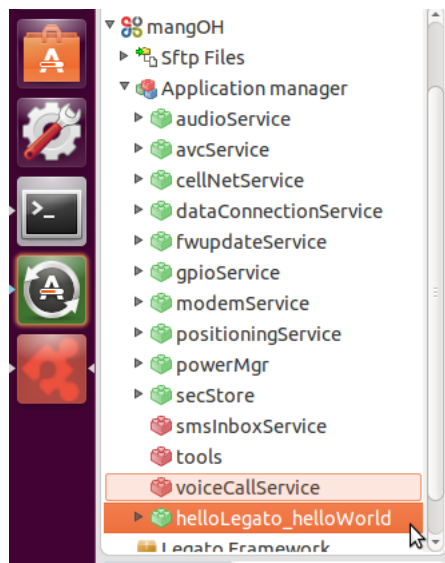 mangOH
Sftp Files
Application manager
audioService
avcService
cellNetService
dataConnectionService
fwupdateService
gpioService
modemService
positioningService
powerMgr
secStore
smsInboxService
tools
voiceCallService
helloLegato_helloWorld
Legato Framework